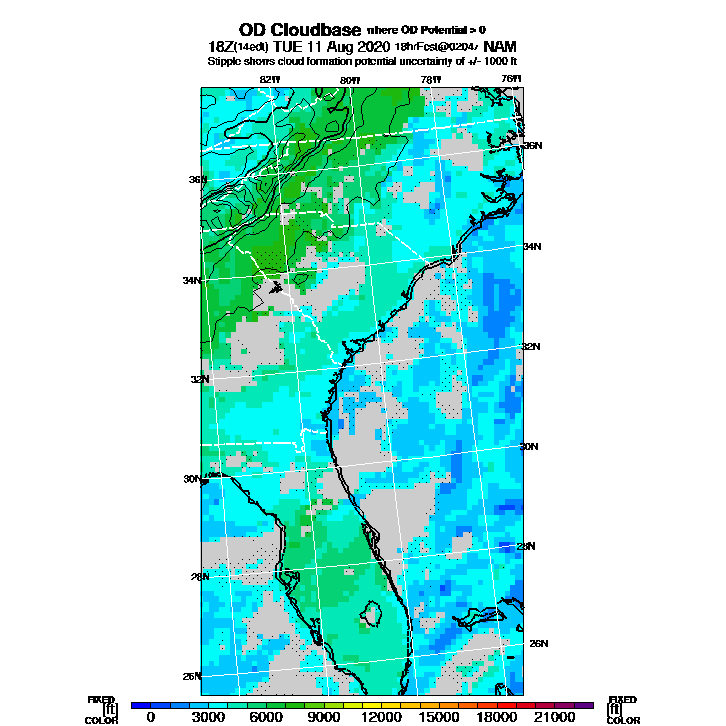 OD Cloudbase where OD Potential > 0
18Z(14edt) TUE 11 Aug 2020 18hrFcst@0204z NAM
Stipple shows cloud formation potential uncertainty of +/- 1000 ft
82W 80W 78W 76W
36N 36N
34N 34N
32N 32N
30N 30N
28N 28N
26N 26N
FIXED FIXED
[ft] [ft]
COLOR 0 3000 6000 9000 12000 15000 18000 21000 COLOR